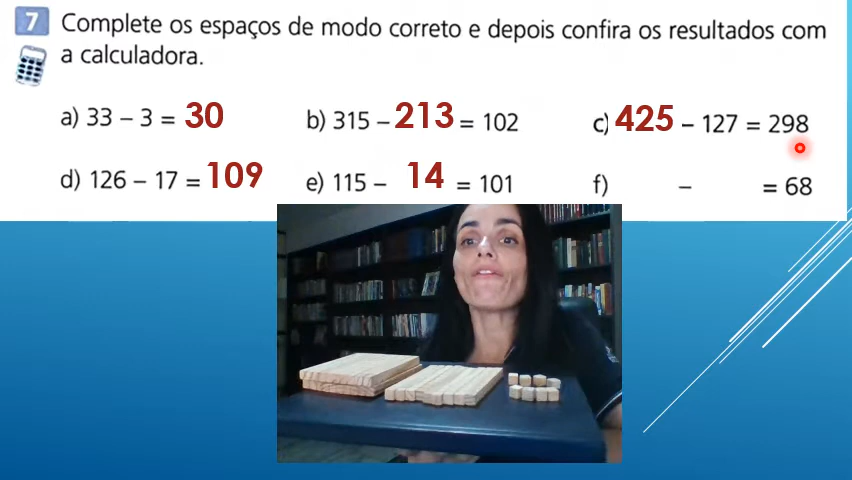 7 Complete os espaços de modo correto e depois confira os resultados com
a calculadora.
a) 33 – 3 = 30 b) 315 – 213 = 102 c) 425 – 127 = 298
d) 126 – 17 = 109 e) 115 – 14 = 101 f) – = 68